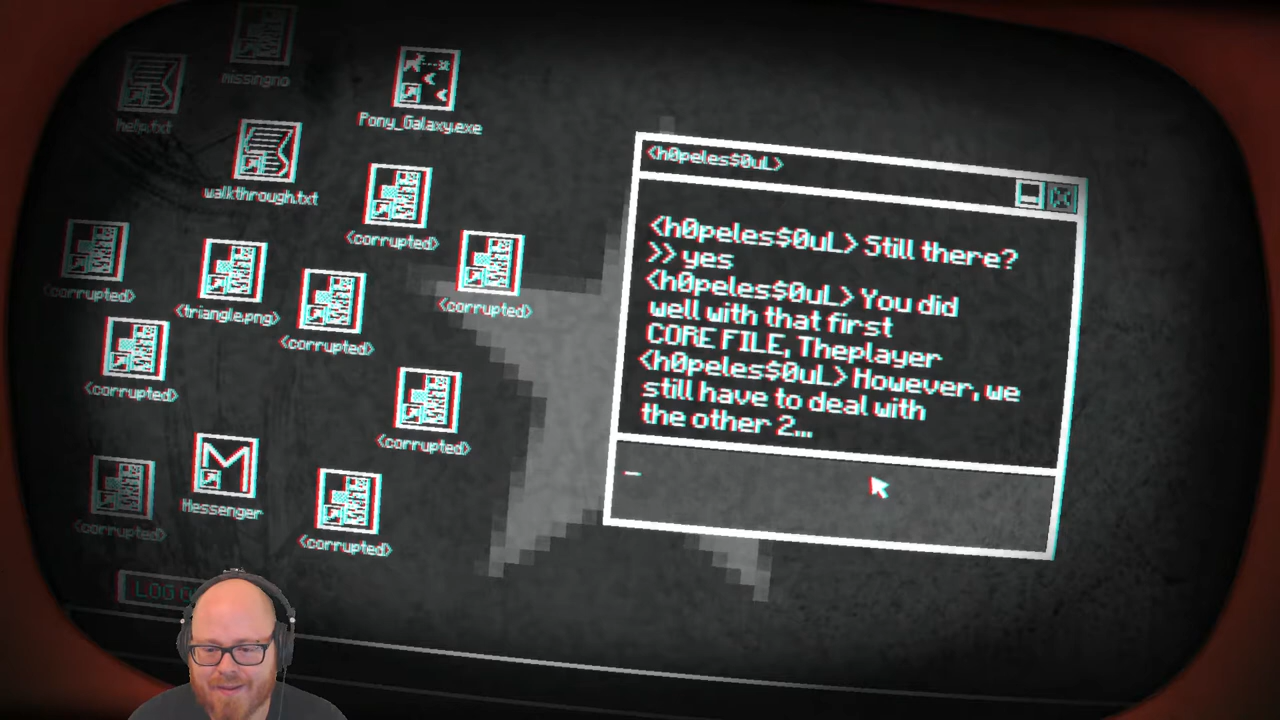 missingno
help.txt
Pony_Galaxy.exe
walkthrough.txt
<corrupted>
<corrupted>
<triangle.png>
<corrupted>
<corrupted>
<corrupted>
<corrupted>
Messenger
<corrupted>
<corrupted>
LOG
<h0peles$0uL>
<h0peles$0uL> Still there?
>> yes
<h0peles$0uL> You did
well with that first
CORE FILE, Theplayer
<h0peles$0uL> However, we
still have to deal with
the other 2...